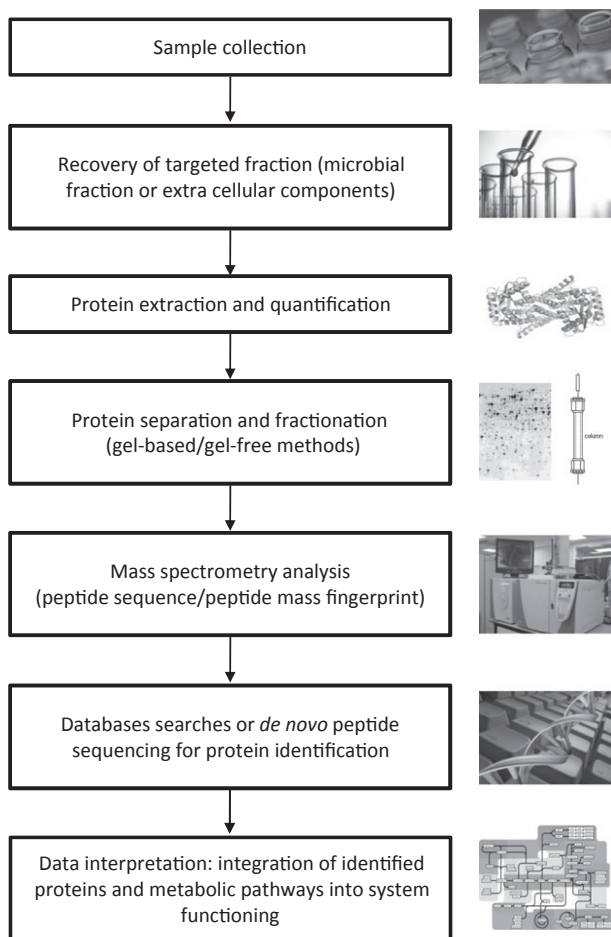 Sample collection
Recovery of targeted fraction (microbial
fraction or extra cellular components)
Protein extraction and quantification
Protein separation and fractionation
(gel-based/gel-free methods)
column
Mass spectrometry analysis
(peptide sequence/peptide mass fingerprint)
Databases searches or de novo peptide
sequencing for protein identification
Data interpretation: integration of identified
proteins and metabolic pathways into system
functioning